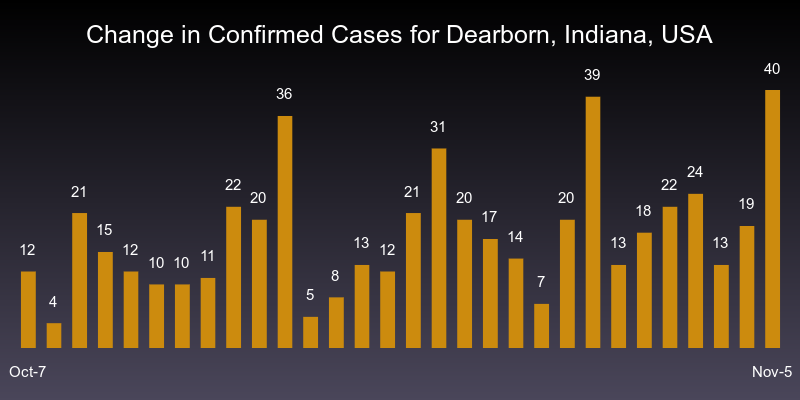 Change in Confirmed Cases for Dearborn, Indiana, USA
12 4 21 15 12 10 10 11 22 20 36 5 8 13 12 21 31 20 17 14 7 20 39 13 18 22 24 13 19 40
Oct-7 Nov-5